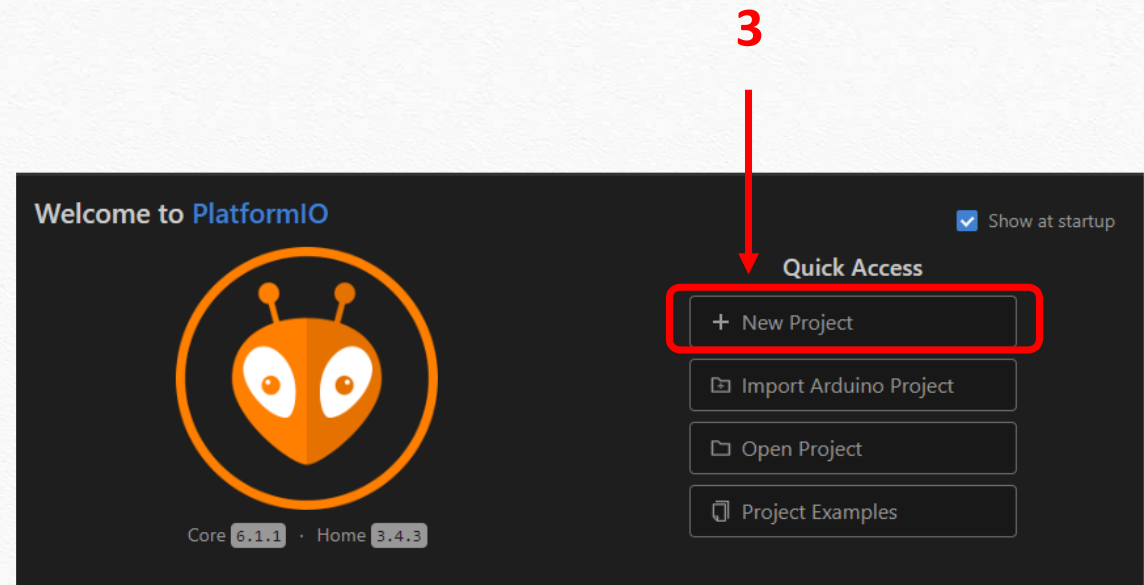 3
Welcome to PlatformIO
Show at startup
Quick Access
New Project
Import Arduino Project
Open Project
Project Examples
Core 6.1.1 · Home 3.4.3